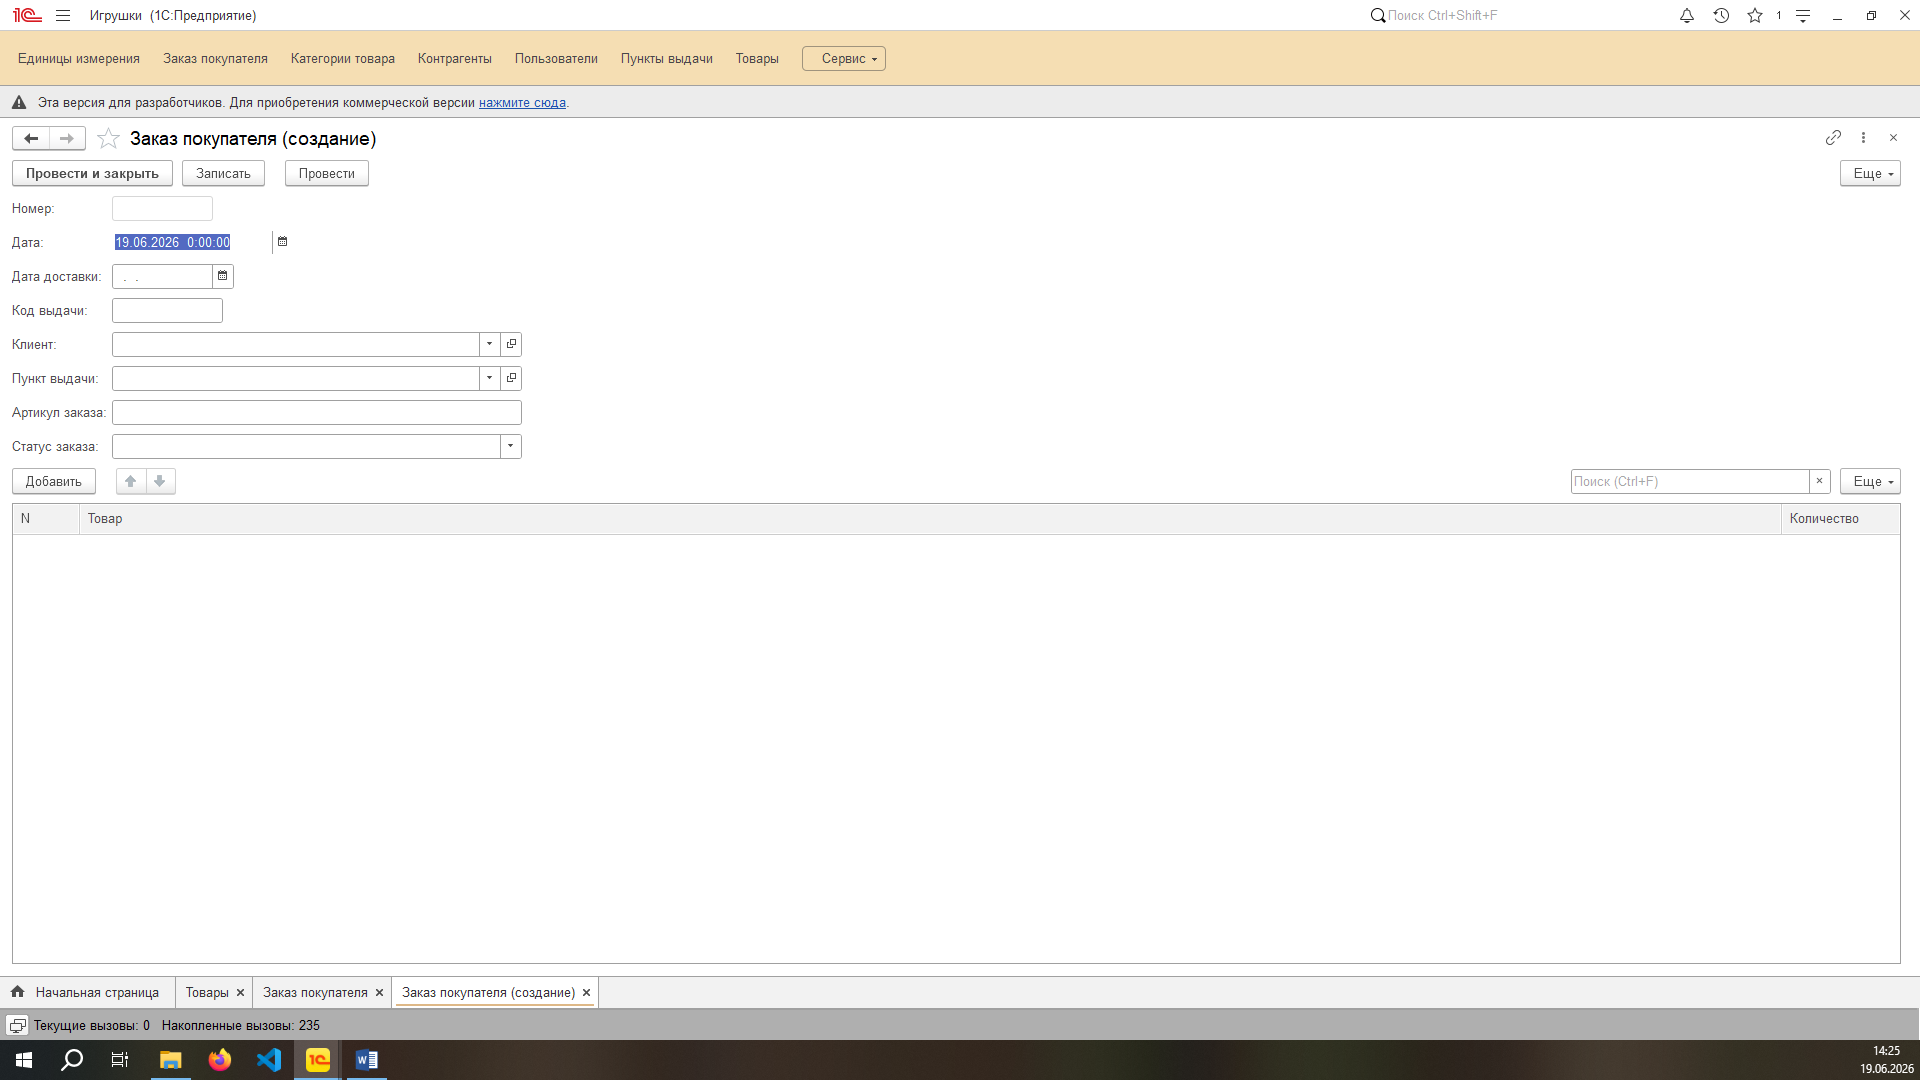 Игрушки (1С:Предприятие)
Поиск Ctrl+Shift+F
1
Единицы измерения Заказ покупателя Категории товара Контрагенты Пользователи Пункты выдачи Товары Сервис
Эта версия для разработчиков. Для приобретения коммерческой версии нажмите сюда.
Заказ покупателя (создание)
Провести и закрыть Записать Провести Еще
Номер:
Дата: 19.06.2026 0:00:00
Дата доставки: . .
Код выдачи:
Клиент:
Пункт выдачи:
Артикул заказа:
Статус заказа:
Добавить Поиск (Ctrl+F) × Еще
N Товар Количество
Начальная страница Товары × Заказ покупателя × Заказ покупателя (создание) ×
Текущие вызовы: 0 Накопленные вызовы: 235
14:25
19.06.2026